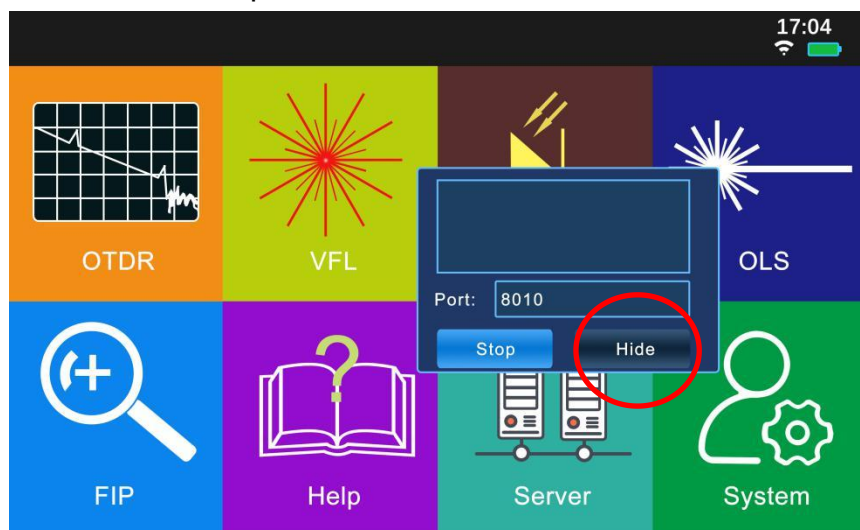 17:04
OTDR
VFL
OLS
Port: 8010
Stop
Hide
FIP
Help
Server
System